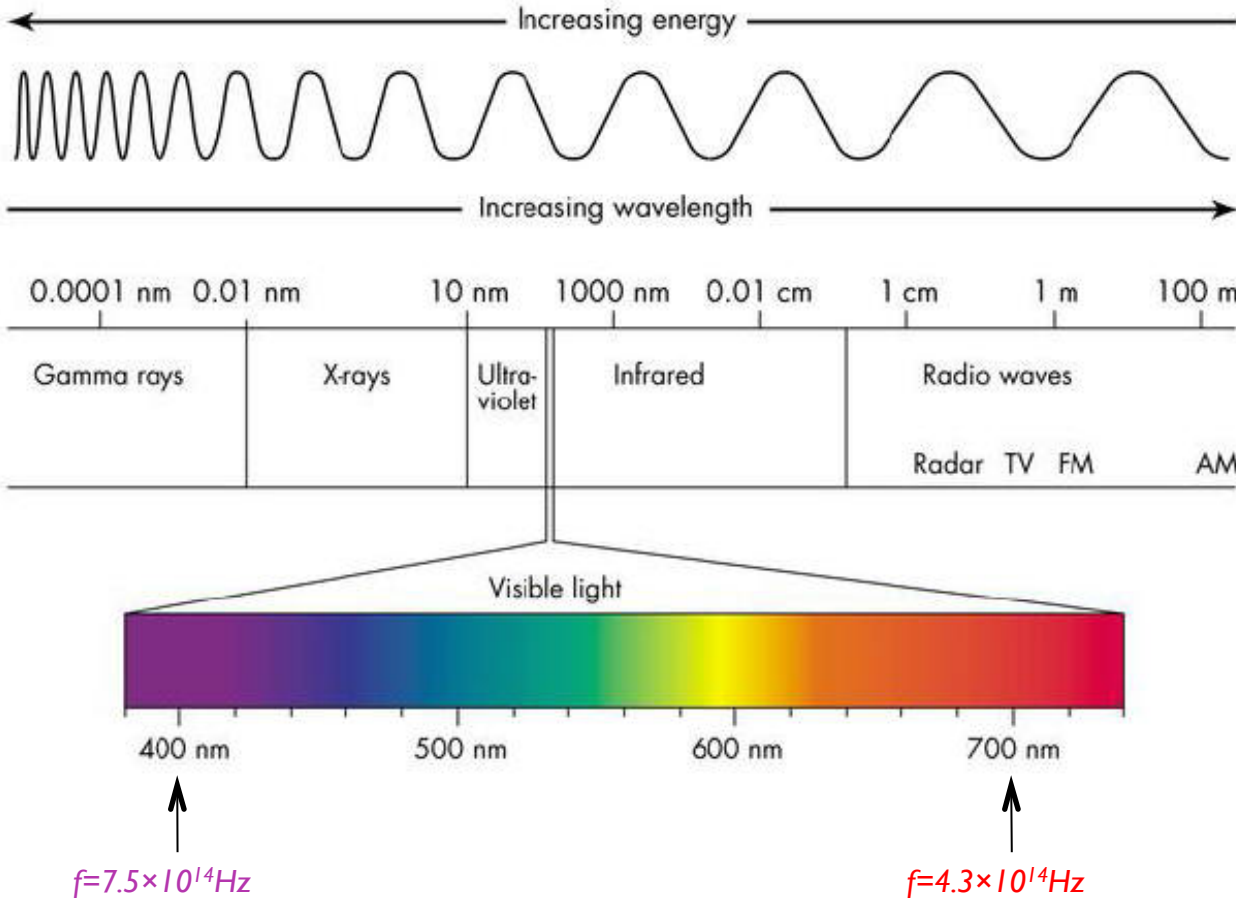 Increasing energy
Increasing wavelength
0.0001 nm 0.01 nm 10 nm 1000 nm 0.01 cm 1 cm 1 m 100 m
Gamma rays X-rays Ultra- Infrared Radio waves
violet
Radar TV FM AM
Visible light
400 nm 500 nm 600 nm 700 nm
f=7.5×10¹⁴Hz f=4.3×10¹⁴Hz